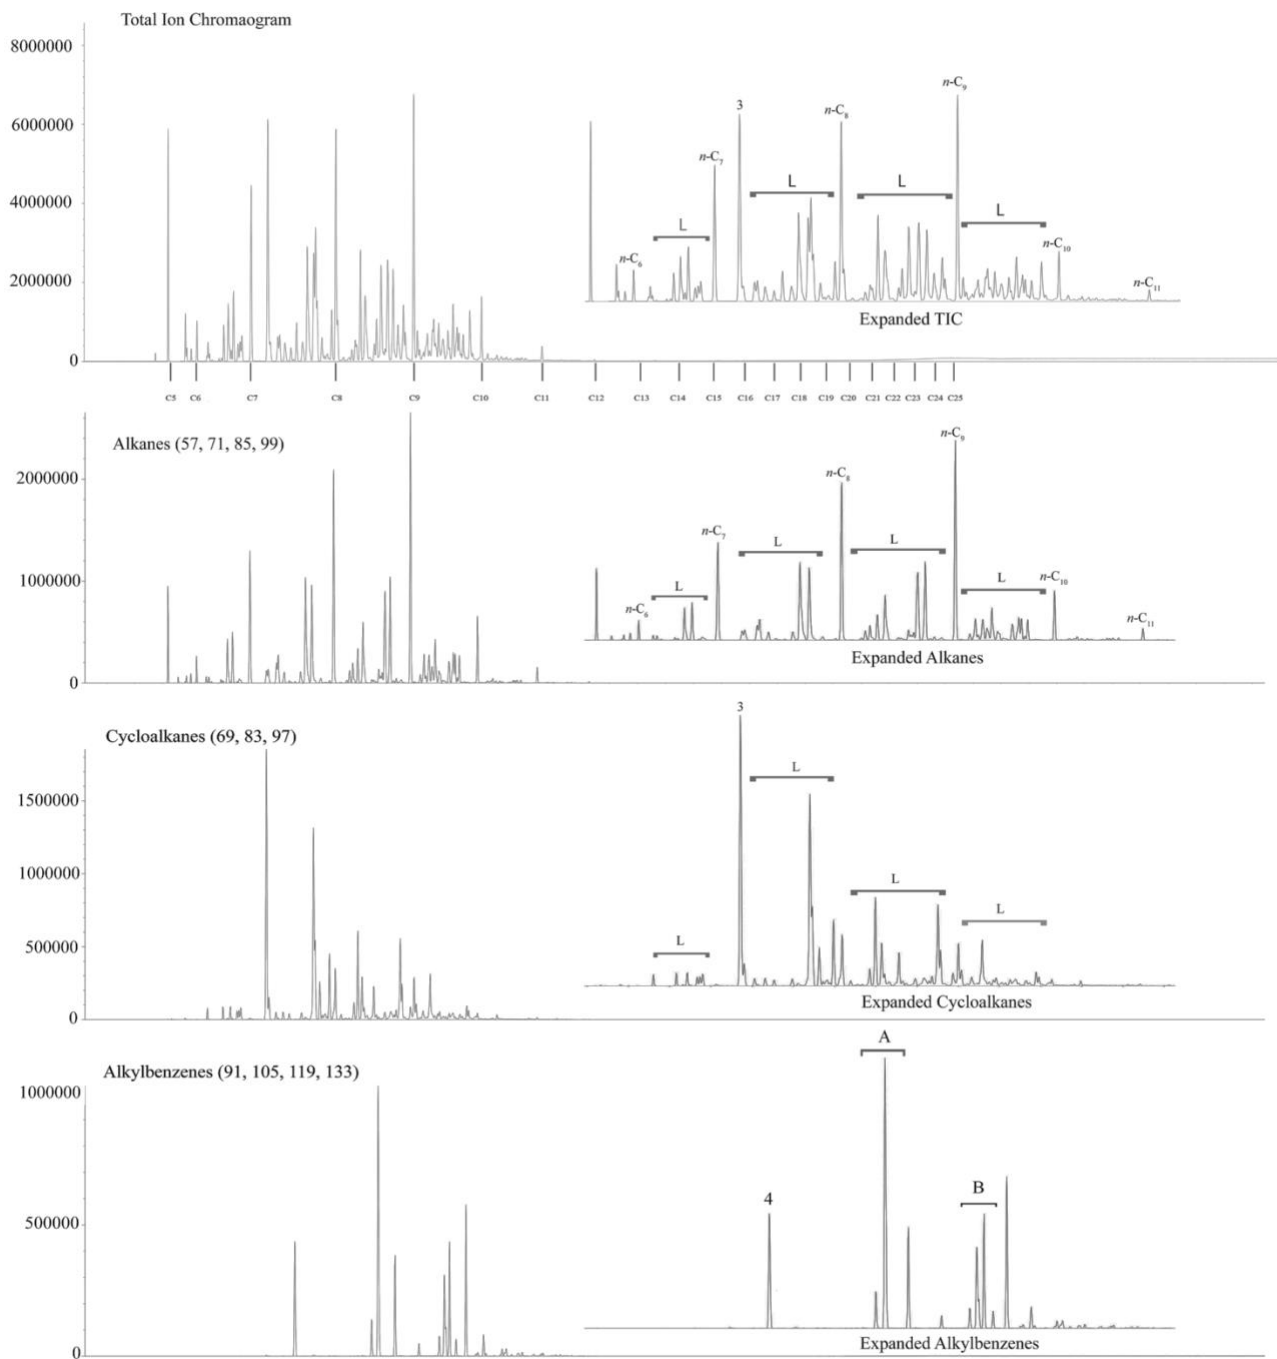 Total Ion Chromaogram
8000000
6000000
4000000
2000000
0
n-C6
L
n-C7
3
L
n-C8
L
n-C9
L
n-C10
n-C11
Expanded TIC
C5 C6 C7 C8 C9 C10 C11 C12 C13 C14 C15 C16 C17 C18 C19 C20 C21 C22 C23 C24 C25
Alkanes (57, 71, 85, 99)
2000000
1000000
0
n-C6
L
n-C7
L
n-C8
L
n-C9
L
n-C10
n-C11
Expanded Alkanes
Cycloalkanes (69, 83, 97)
1500000
1000000
500000
0
L
3
L
L
L
Expanded Cycloalkanes
Alkylbenzenes (91, 105, 119, 133)
1000000
500000
0
4
A
B
Expanded Alkylbenzenes